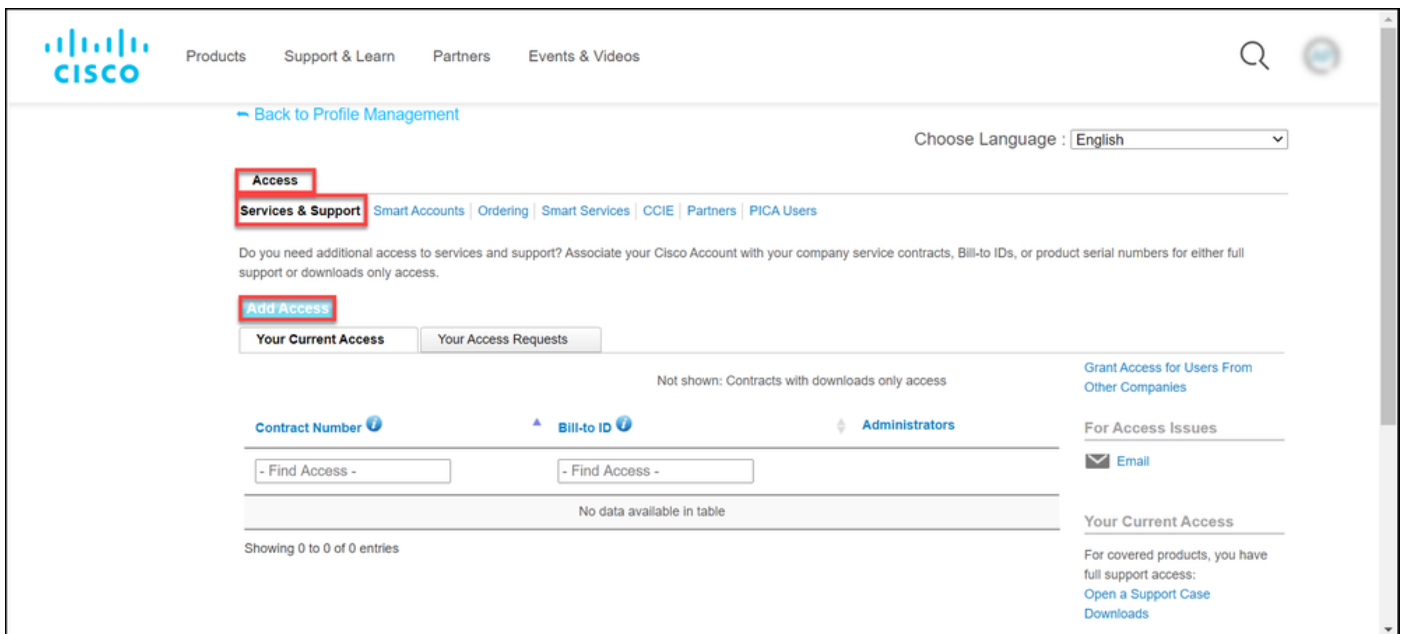 CISCO
Products Support & Learn Partners Events & Videos
Back to Profile Management
Choose Language : English
Access
Services & Support Smart Accounts Ordering Smart Services CCIE Partners PICA Users
Do you need additional access to services and support? Associate your Cisco Account with your company service contracts, Bill-to IDs, or product serial numbers for either full
support or downloads only access.
Add Access
Your Current Access Your Access Requests
Not shown: Contracts with downloads only access
Contract Number Bill-to ID Administrators
- Find Access - - Find Access -
No data available in table
Showing 0 to 0 of 0 entries
Grant Access for Users From
Other Companies
For Access Issues
Email
Your Current Access
For covered products, you have
full support access:
Open a Support Case
Downloads